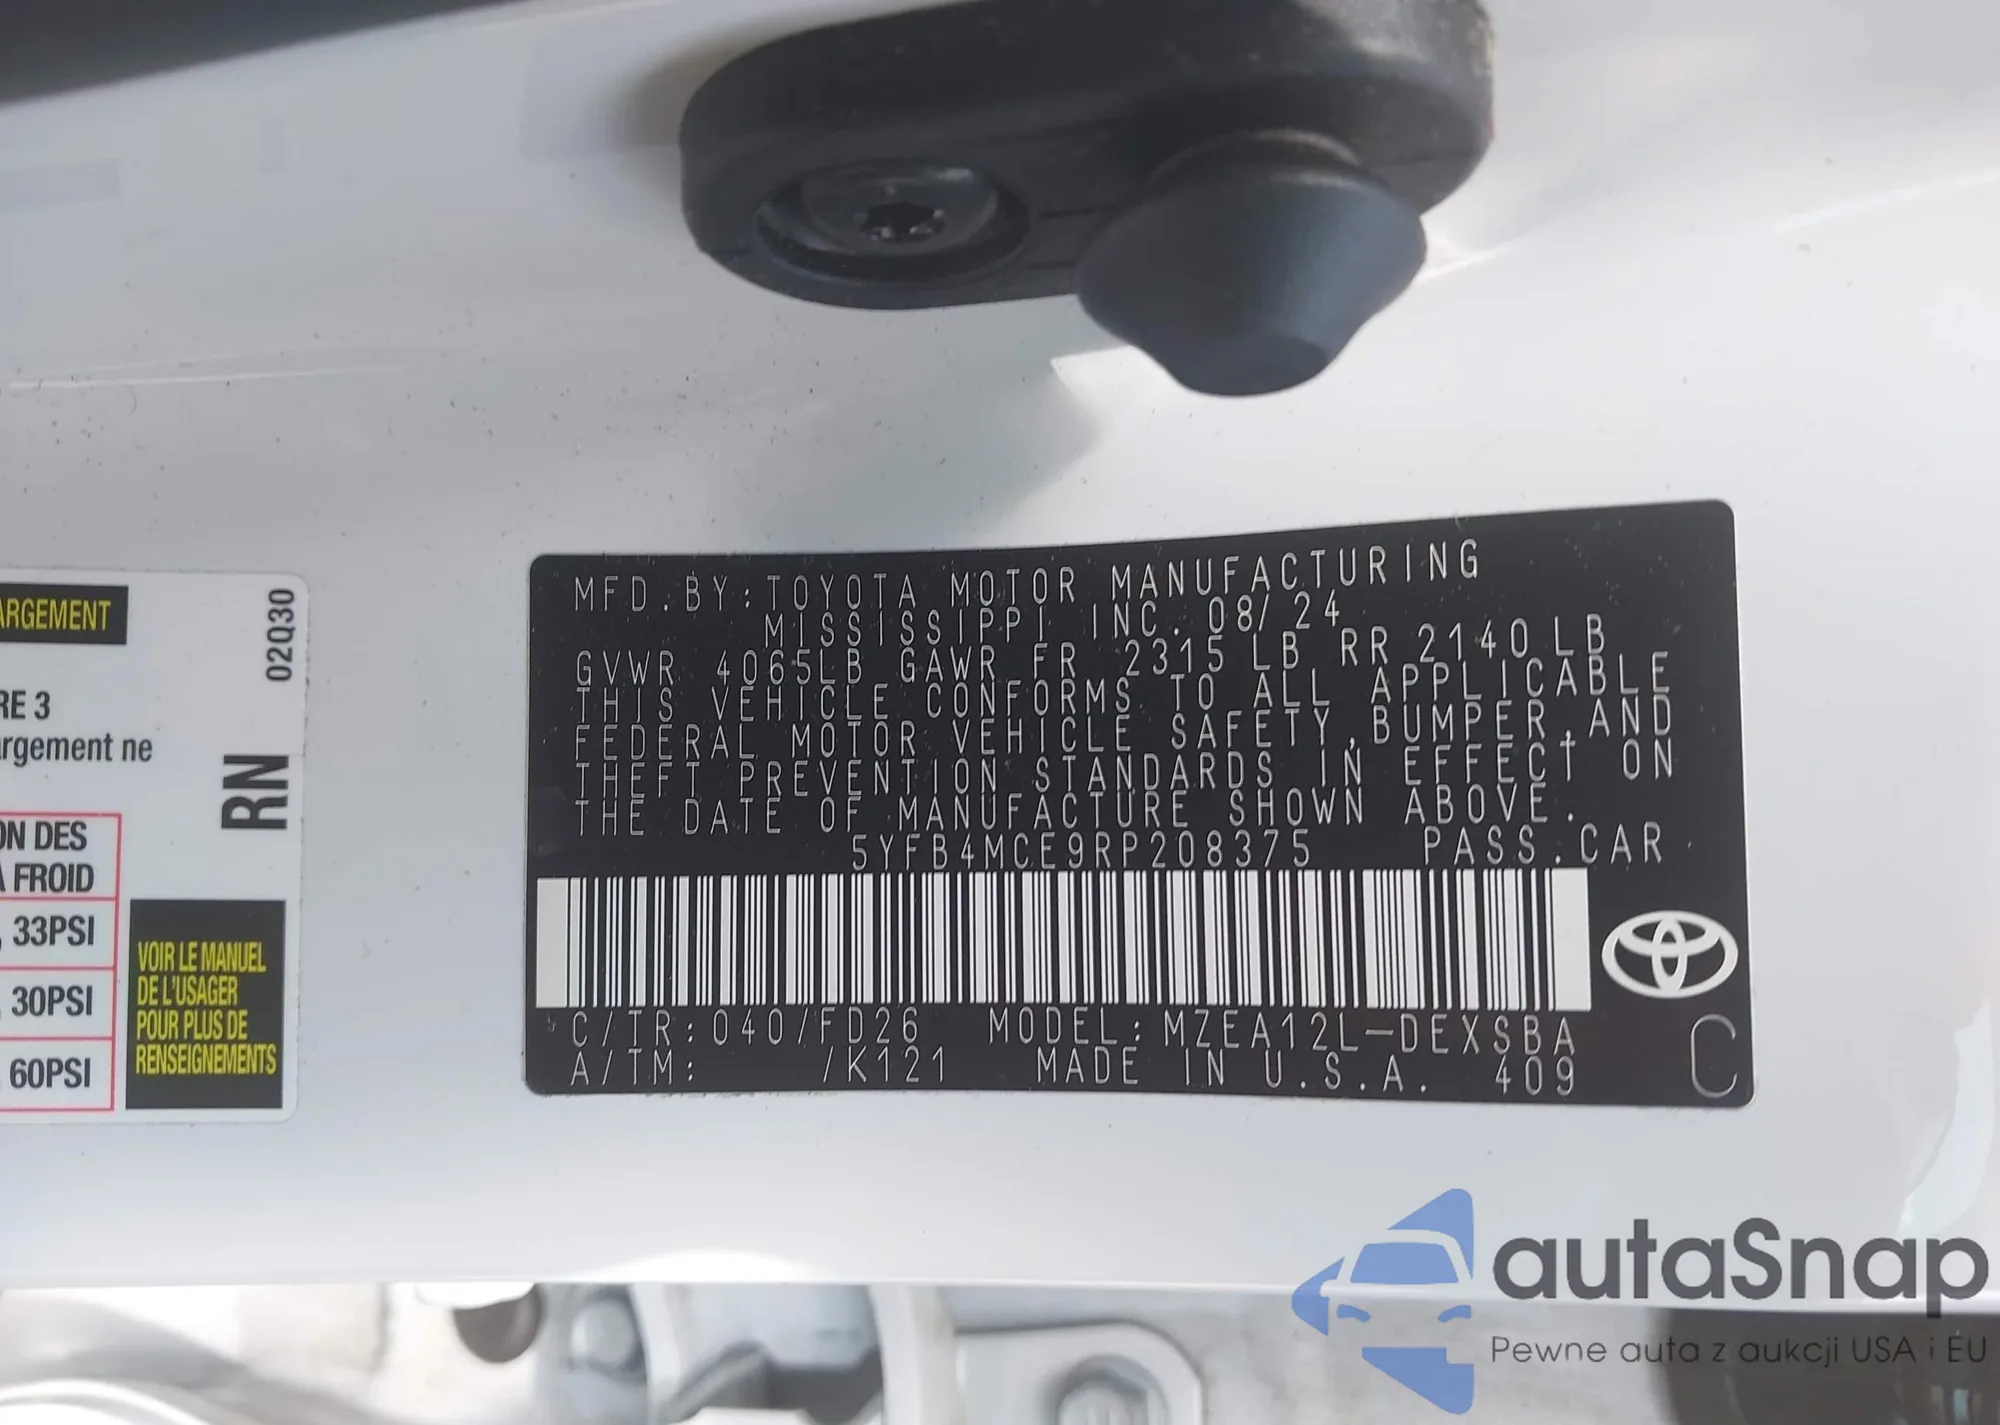 ARGEMENT
RE 3
argement ne
ON DES
À FROID
, 33PSI
, 30PSI
, 60PSI
02Q30
RN
VOIR LE MANUEL
DE L'USAGER
POUR PLUS DE
RENSEIGNEMENTS
MFD.BY:TOYOTA MOTOR MANUFACTURING
MISSISSIPPI INC. 08/24
GVWR 4065LB GAWR FR 2315 LB RR 2140LB
THIS VEHICLE CONFORMS TO ALL APPLICABLE
FEDERAL MOTOR VEHICLE SAFETY,BUMPER,AND
THEFT PREVENTION STANDARDS IN EFFECT ON
THE DATE OF MANUFACTURE SHOWN ABOVE.
5YFB4MCE9RP208375 PASS.CAR
C/TR:040/FD26 MODEL:MZEA12L-DEXSBA
A/TM: /K121 MADE IN U.S.A. 409
C
autaSnap
Pewne auta z aukcji USA i EU